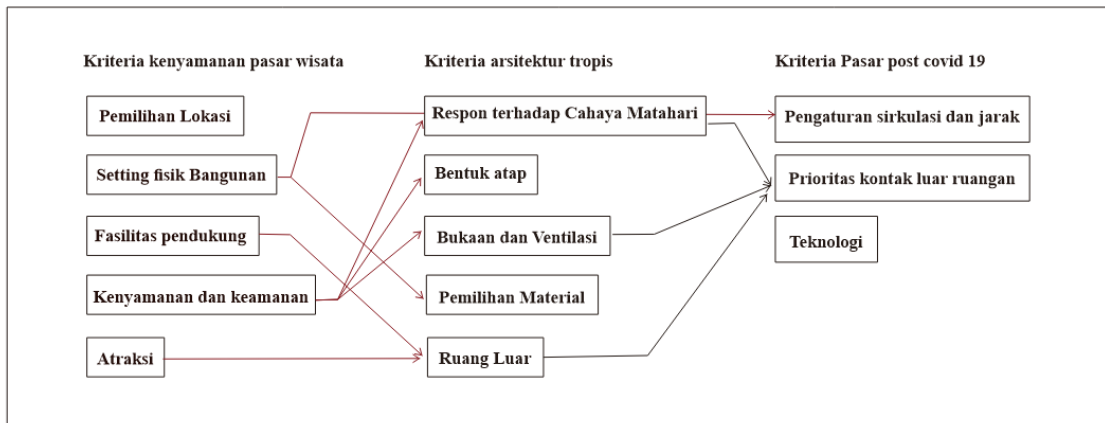 Kriteria kenyamanan pasar wisata
Pemilihan Lokasi
Setting fisik Bangunan
Fasilitas pendukung
Kenyamanan dan keamanan
Atraksi
Kriteria arsitektur tropis
Respon terhadap Cahaya Matahari
Bentuk atap
Bukaan dan Ventilasi
Pemilihan Material
Ruang Luar
Kriteria Pasar post covid 19
Pengaturan sirkulasi dan jarak
Prioritas kontak luar ruangan
Teknologi